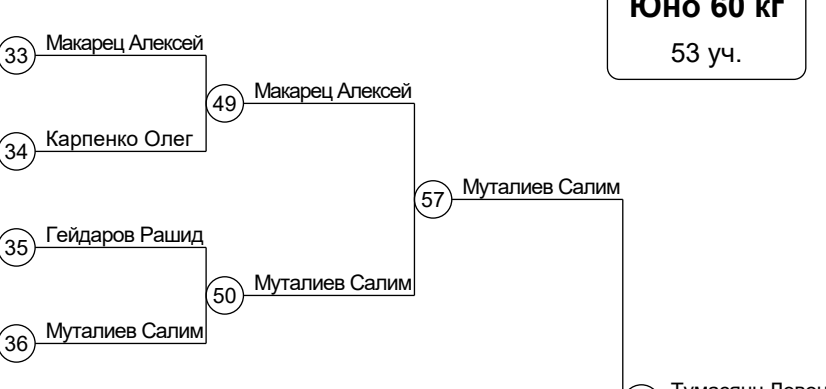 Юно 60 кг
53 уч.
33 Макарец Алексей
49 Макарец Алексей
34 Карпенко Олег
57 Муталиев Салим
35 Гейдаров Рашид
50 Муталиев Салим
36 Муталиев Салим